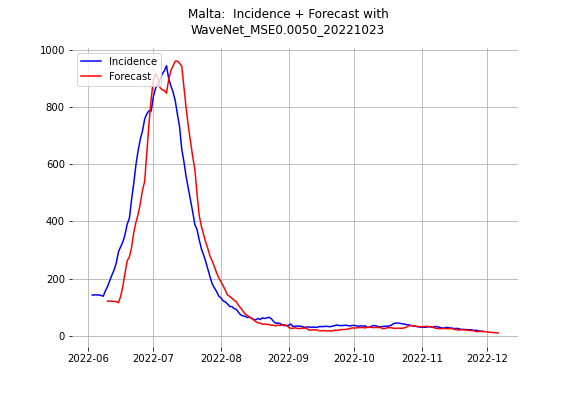 Malta:  Incidence + Forecast with
WaveNet_MSE0.0050_20221023
Incidence
Forecast
1000
800
600
400
200
0
2022-06 2022-07 2022-08 2022-09 2022-10 2022-11 2022-12